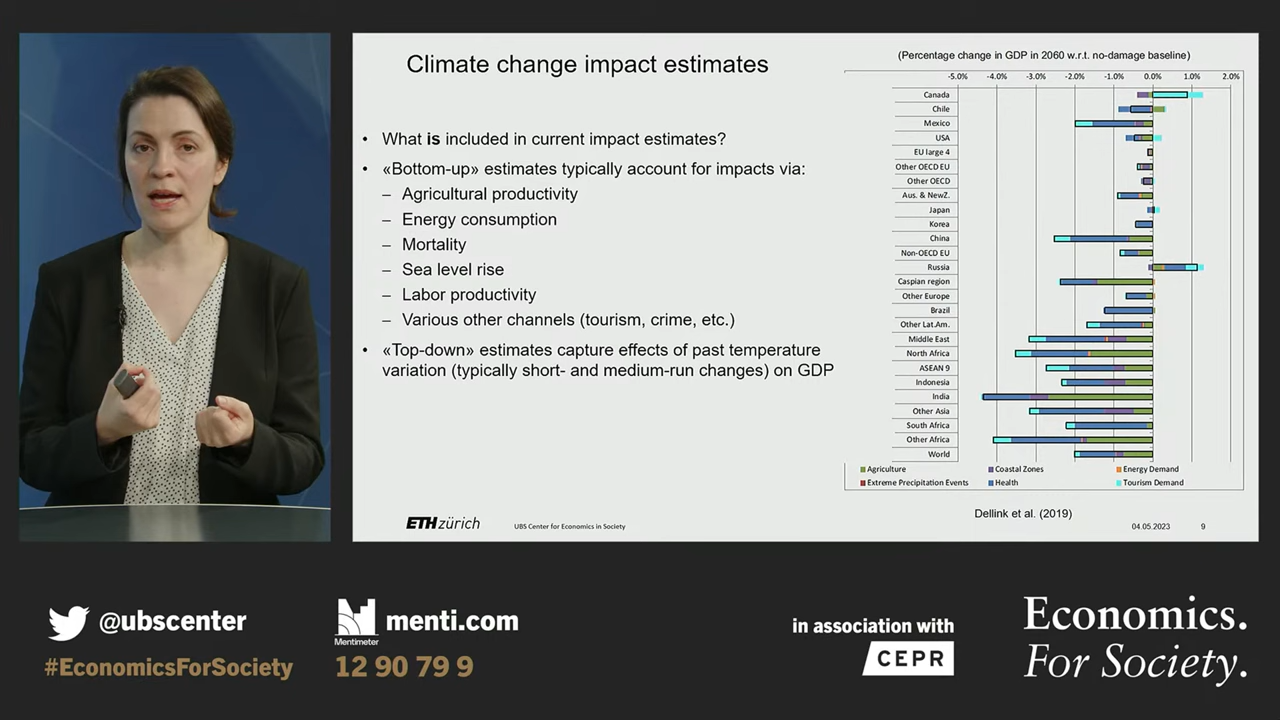 Climate change impact estimates
• What is included in current impact estimates?
• «Bottom-up» estimates typically account for impacts via:
– Agricultural productivity
– Energy consumption
– Mortality
– Sea level rise
– Labor productivity
– Various other channels (tourism, crime, etc.)
• «Top-down» estimates capture effects of past temperature
variation (typically short- and medium-run changes) on GDP
(Percentage change in GDP in 2060 w.r.t. no-damage baseline)
-5.0% -4.0% -3.0% -2.0% -1.0% 0.0% 1.0% 2.0%
Canada
Chile
Mexico
USA
EU large 4
Other OECD EU
Other OECD
Aus. & NewZ.
Japan
Korea
China
Non-OECD EU
Russia
Caspian region
Other Europe
Brazil
Other Lat.Am.
Middle East
North Africa
ASEAN 9
Indonesia
India
Other Asia
South Africa
Other Africa
World
Agriculture Coastal Zones Energy Demand
Extreme Precipitation Events Health Tourism Demand
Dellink et al. (2019)
ETH zürich UBS Center for Economics in Society 04.05.2023 9
@ubscenter
#EconomicsForSociety
Mentimeter
menti.com
12 90 79 9
in association with
CEPR
Economics.
For Society.